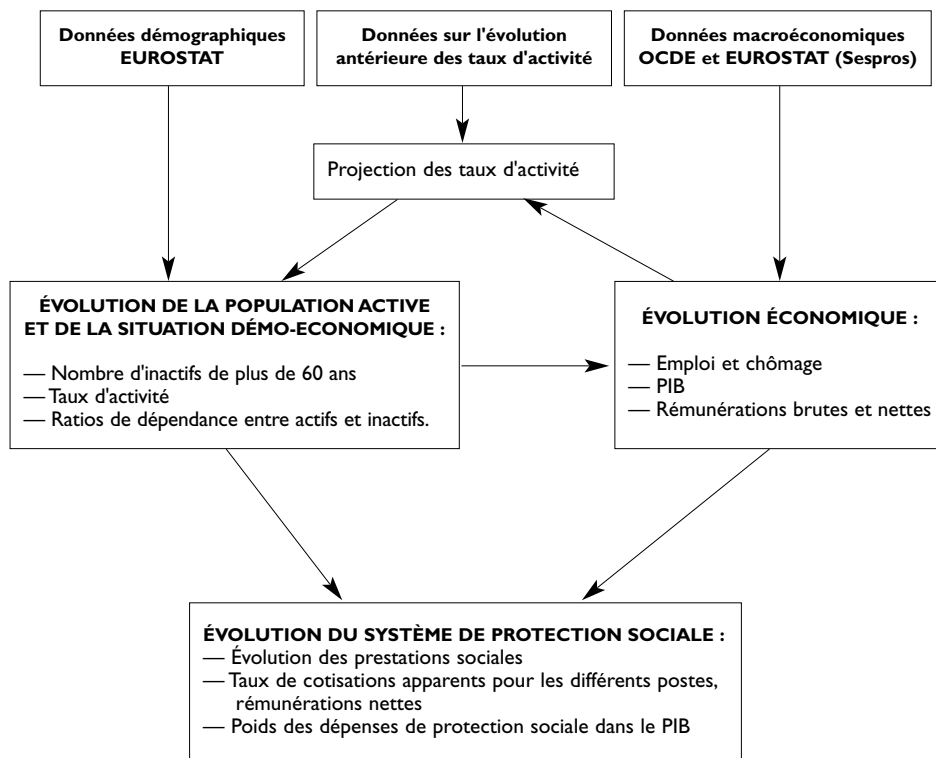 Données démographiques
EUROSTAT
Données sur l'évolution
antérieure des taux d'activité
Données macroéconomiques
OCDE et EUROSTAT (Sespros)
Projection des taux d'activité
ÉVOLUTION DE LA POPULATION ACTIVE
ET DE LA SITUATION DÉMO-ECONOMIQUE :
— Nombre d'inactifs de plus de 60 ans
— Taux d'activité
— Ratios de dépendance entre actifs et inactifs.
ÉVOLUTION ÉCONOMIQUE :
— Emploi et chômage
— PIB
— Rémunérations brutes et nettes
ÉVOLUTION DU SYSTÈME DE PROTECTION SOCIALE :
— Évolution des prestations sociales
— Taux de cotisations apparents pour les différents postes,
rémunérations nettes
— Poids des dépenses de protection sociale dans le PIB